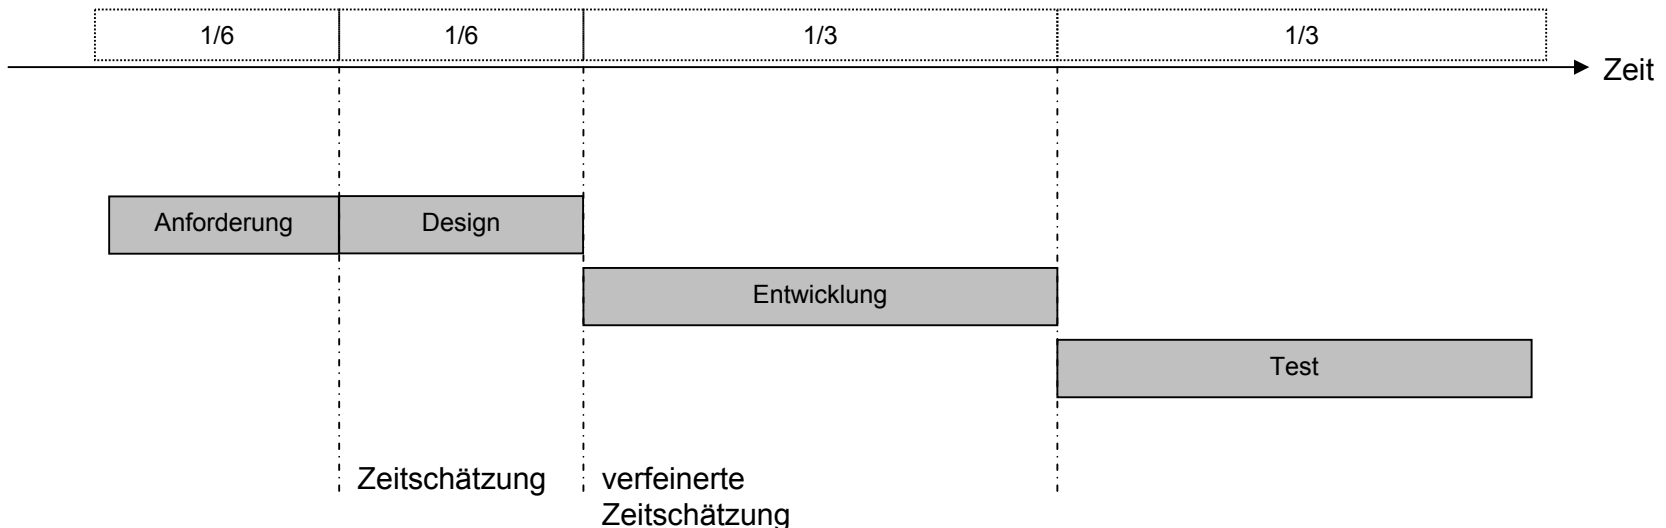 1/6
1/6
1/3
1/3
Zeit
Anforderung
Design
Entwicklung
Test
Zeitschätzung
verfeinerte
Zeitschätzung